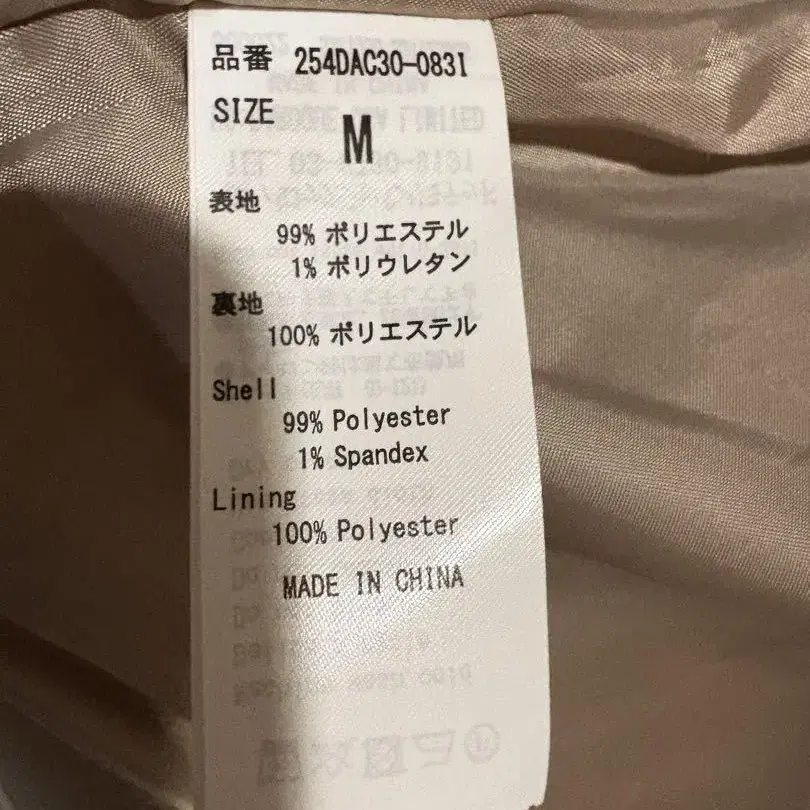 品番 254DAC30-0831
SIZE
M
表地
99% ポリエステル
1% ポリウレタン
裏地
100% ポリエステル
Shell
99% Polyester
1% Spandex
Lining
100% Polyester
MADE IN CHINA